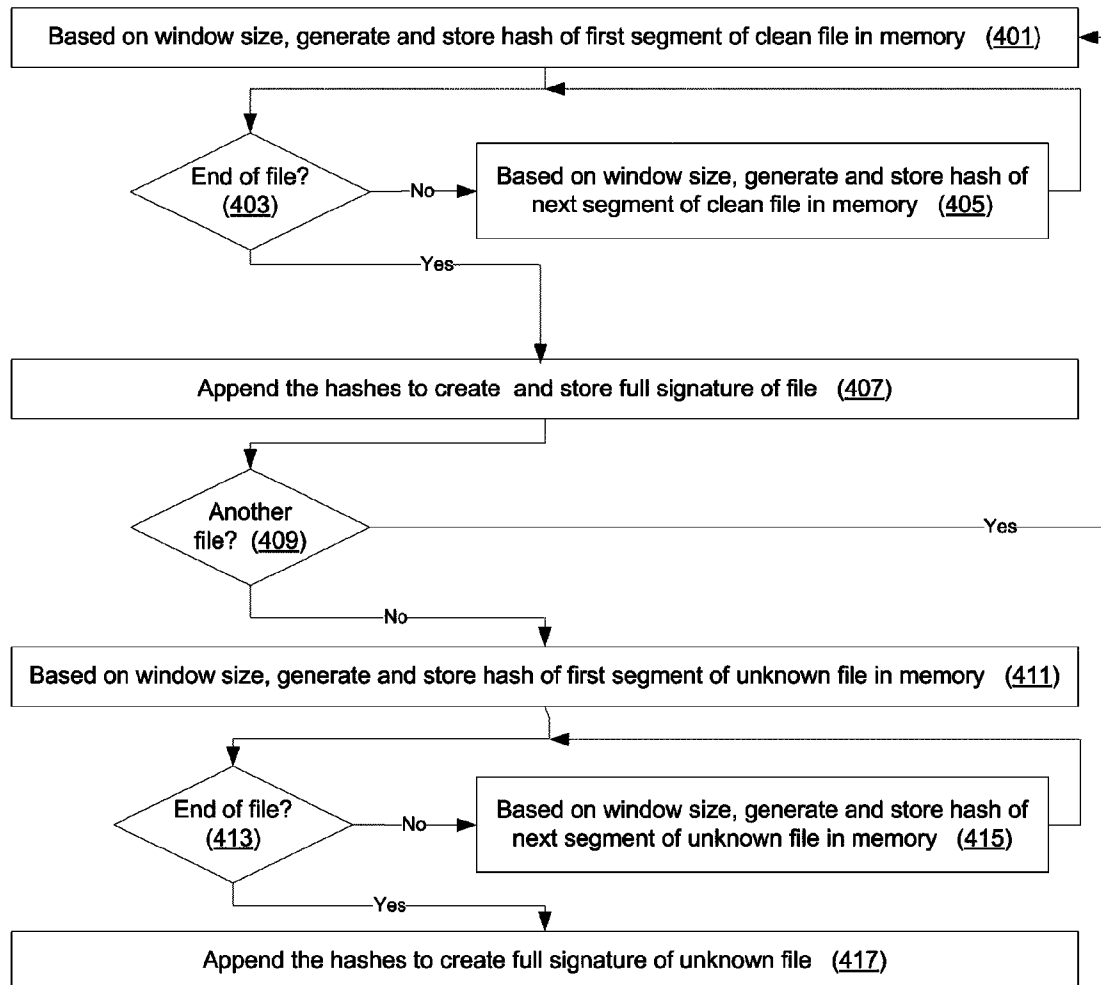 Based on window size, generate and store hash of first segment of clean file in memory (401)
End of file?
(403)
No
Based on window size, generate and store hash of
next segment of clean file in memory (405)
Yes
Append the hashes to create and store full signature of file (407)
Another
file? (409)
Yes
No
Based on window size, generate and store hash of first segment of unknown file in memory (411)
End of file?
(413)
No
Based on window size, generate and store hash of
next segment of unknown file in memory (415)
Yes
Append the hashes to create full signature of unknown file (417)